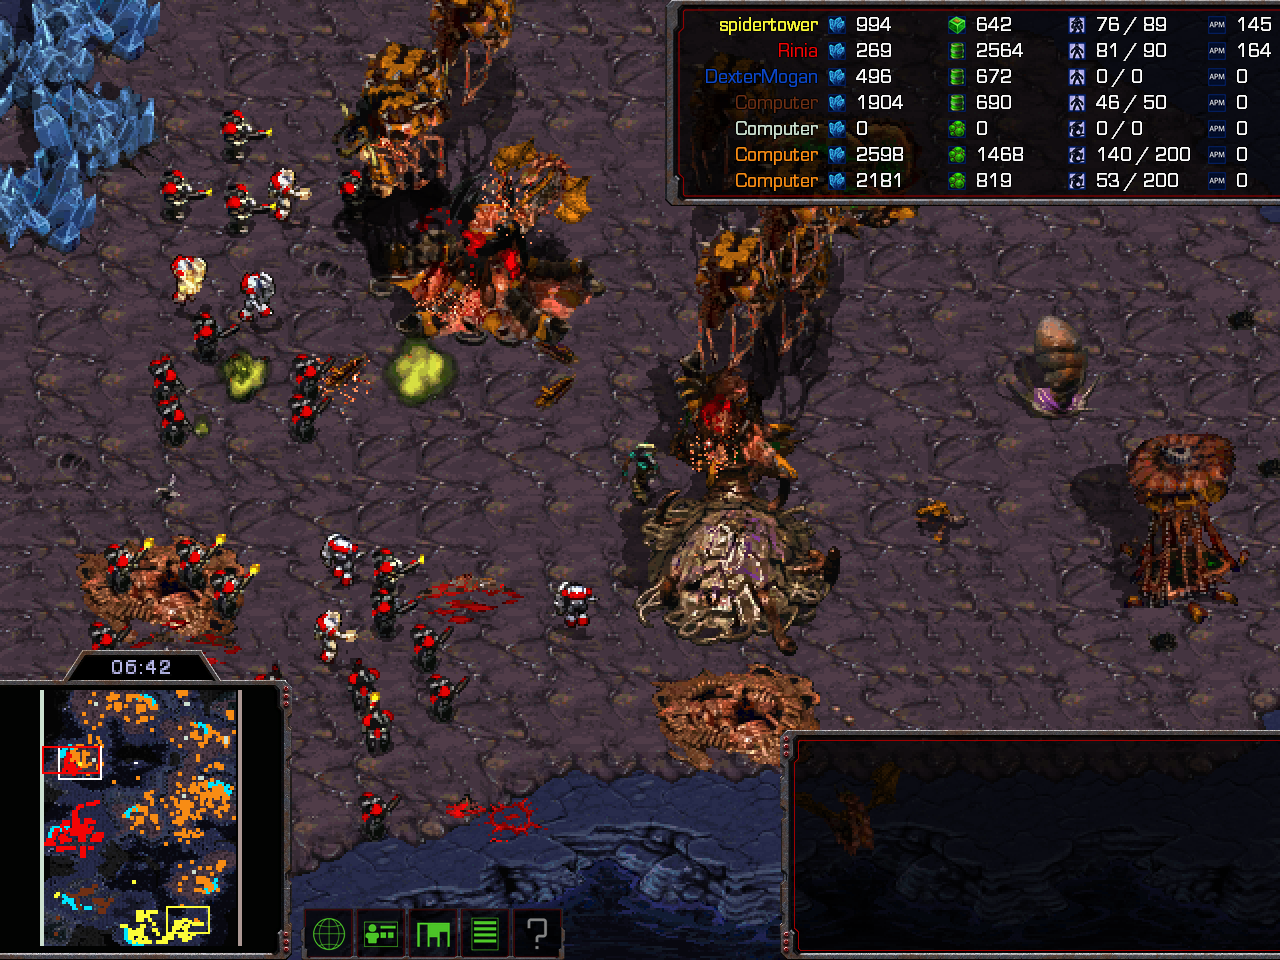 spidertower 994 642 76 / 89 APM 145
Rinia 269 2564 81 / 90 APM 164
DexterMogan 496 672 0 / 0 APM 0
Computer 1904 690 46 / 50 APM 0
Computer 0 0 0 / 0 APM 0
Computer 2598 1468 140 / 200 APM 0
Computer 2181 819 53 / 200 APM 0
06:42
?